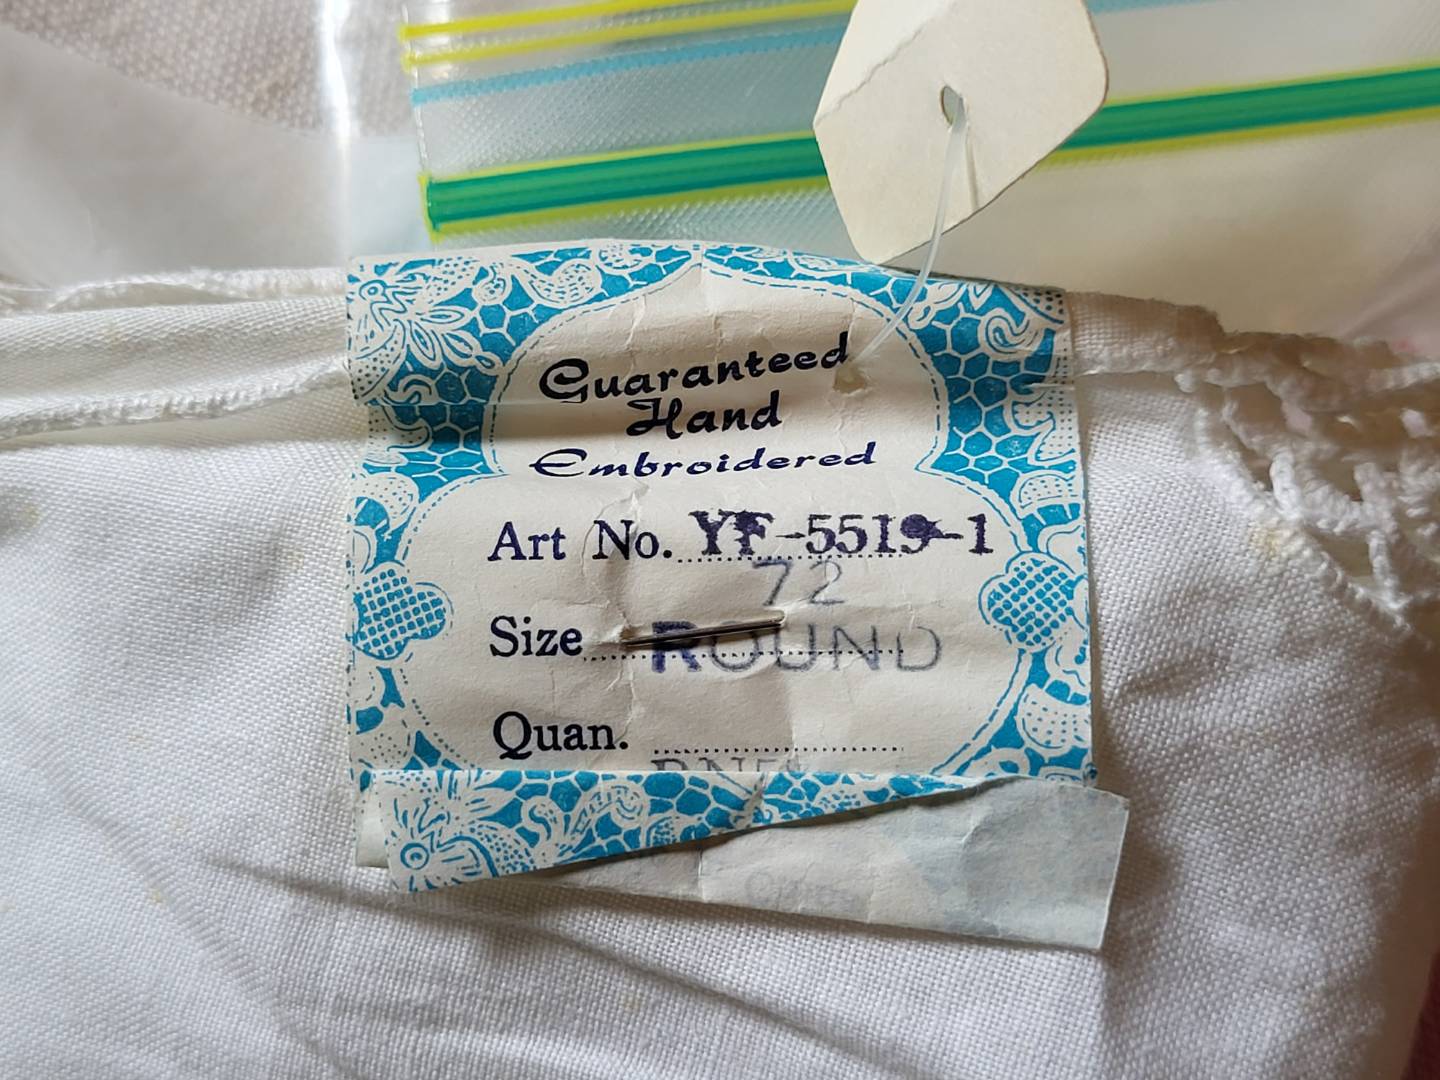 Guaranteed
Hand
Embroidered
Art No. YF-5519-1
72
Size ROUND
Quan.